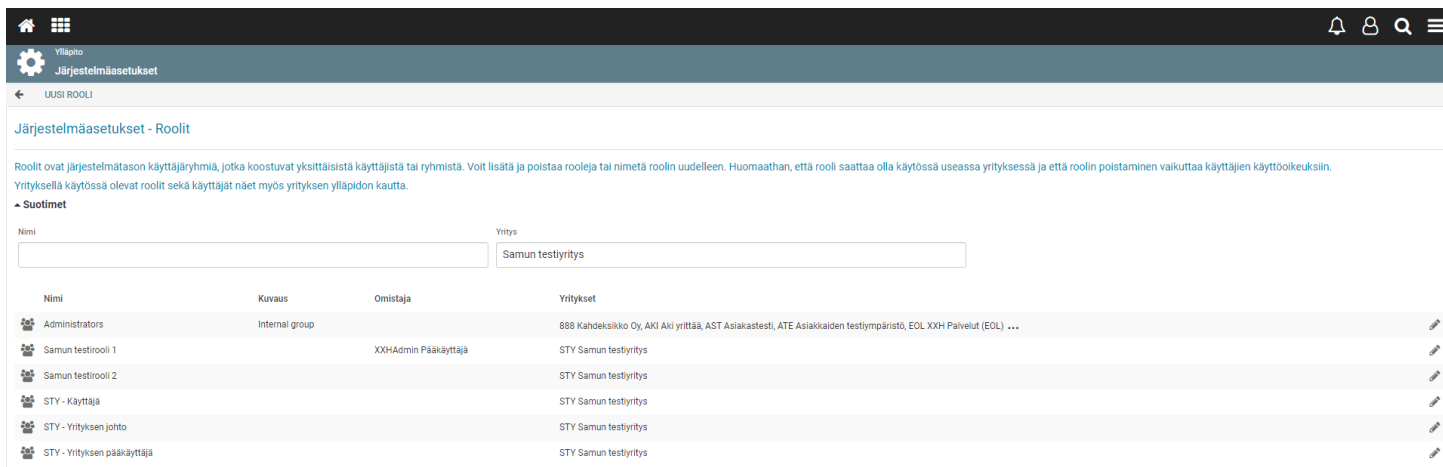 Ylläpito
Järjestelmäasetukset
UUSI ROOLI
Järjestelmäasetukset - Roolit
Roolit ovat järjestelmätason käyttäjäryhmiä, jotka koostuvat yksittäisistä käyttäjistä tai ryhmistä. Voit lisätä ja poistaa rooleja tai nimetä roolin uudelleen. Huomaathan, että rooli saattaa olla käytössä useassa yrityksessä ja että roolin poistaminen vaikuttaa käyttäjien käyttöoikeuksiin.
Yrityksellä käytössä olevat roolit sekä käyttäjät näet myös yrityksen ylläpidon kautta.
Suotimet
Nimi Yritys
Samun testiyritys
Nimi Kuvaus Omistaja Yritykset
Administrators Internal group 888 Kahdeksikko Oy, AKI Aki yrittää, AST Asiakastesti, ATE Asiakkaiden testiympäristö, EOL XXH Palvelut (EOL) ...
Samun testirooli 1 XXHAdmin Pääkäyttäjä STY Samun testiyritys
Samun testirooli 2 STY Samun testiyritys
STY - Käyttäjä STY Samun testiyritys
STY - Yrityksen johto STY Samun testiyritys
STY - Yrityksen pääkäyttäjä STY Samun testiyritys